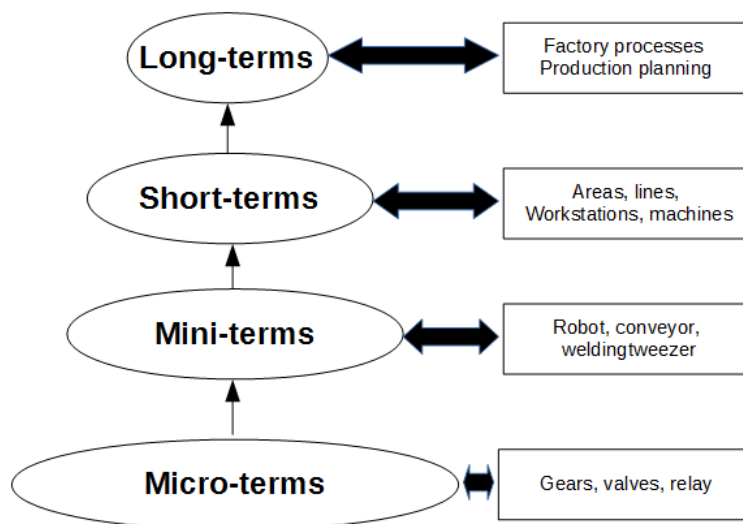 Long-terms
Factory processes
Production planning
Short-terms
Areas, lines,
Workstations, machines
Mini-terms
Robot, conveyor,
weldingtweezer
Micro-terms
Gears, valves, relay